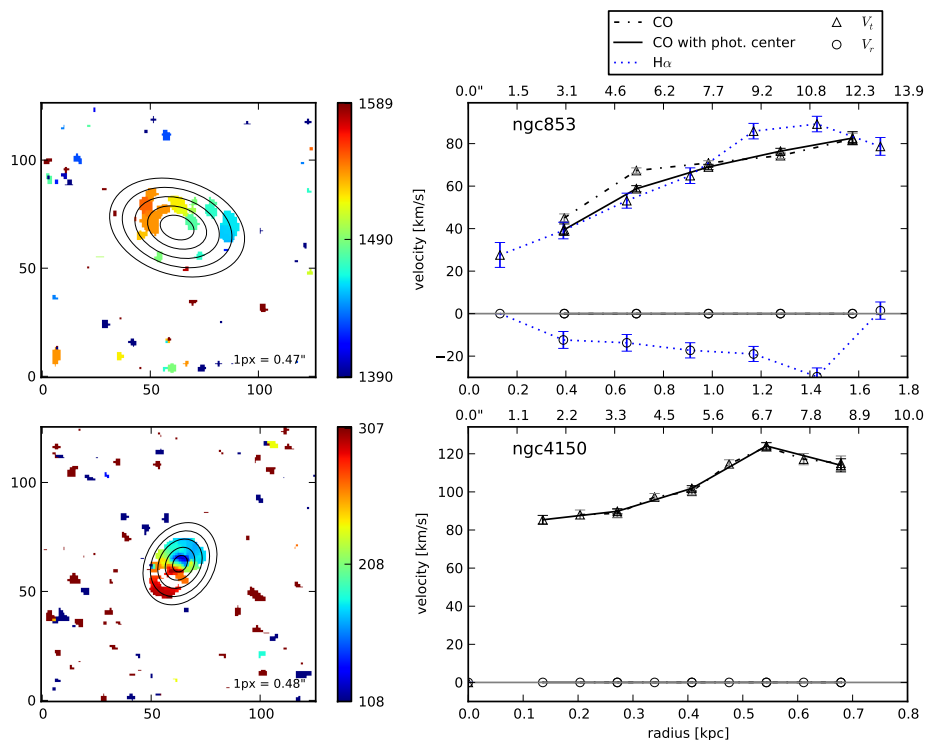 CO
CO with phot. center
Hα
V_t
V_r
0.0" 1.5 3.1 4.6 6.2 7.7 9.2 10.8 12.3 13.9
ngc853
80
60
40
20
0
−20
velocity [km/s]
0.0 0.2 0.4 0.6 0.8 1.0 1.2 1.4 1.6 1.8
100
50
0
0 50 100
1px = 0.47"
1589
1490
1390
0.0" 1.1 2.2 3.3 4.5 5.6 6.7 7.8 8.9 10.0
ngc4150
120
100
80
60
40
20
0
velocity [km/s]
0.0 0.1 0.2 0.3 0.4 0.5 0.6 0.7 0.8
radius [kpc]
100
50
0
0 50 100
1px = 0.48"
307
208
108